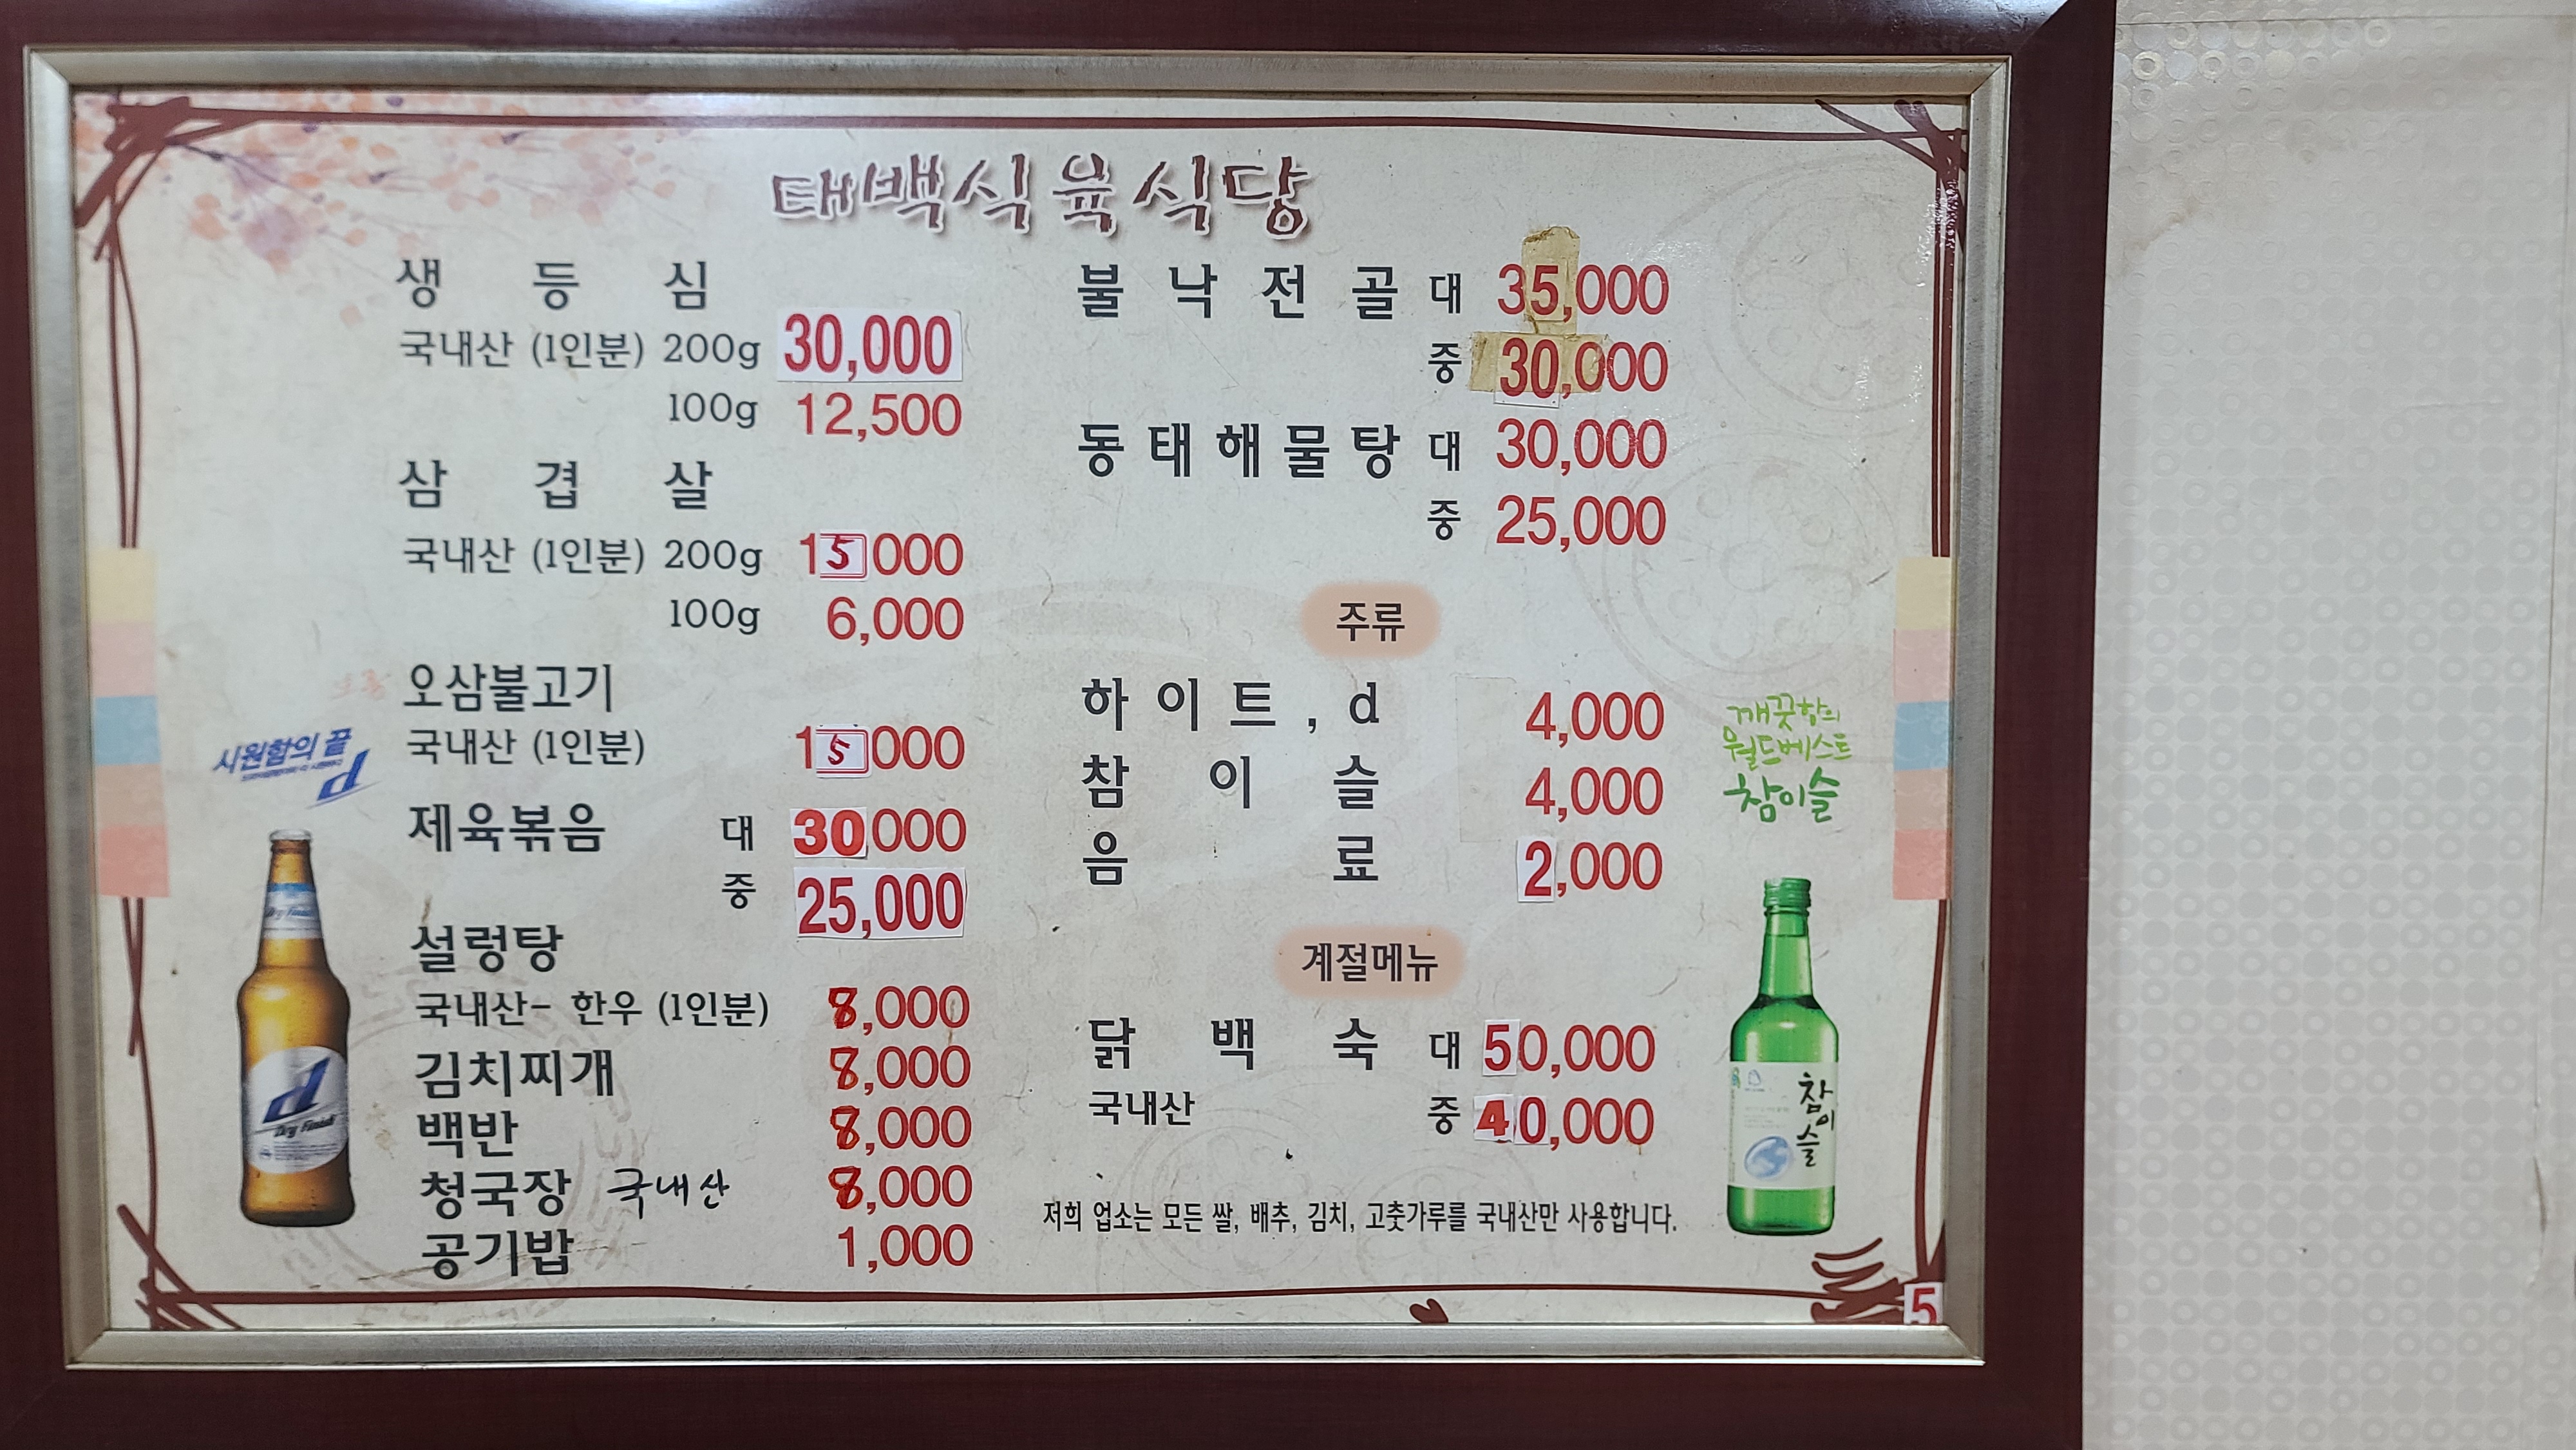 태백식육식당
생등심
국내산 (1인분) 200g 30,000
100g 12,500
삼겹살
국내산 (1인분) 200g 15000
100g 6,000
오삼불고기
국내산 (1인분) 15000
제육볶음 대 30,000
중 25,000
설렁탕
국내산- 한우 (1인분) 8,000
김치찌개 8,000
백반 8,000
청국장 국내산 8,000
공기밥 1,000
시원함의 끝
d
d
Dry Finish
불낙전골 대 35,000
중 30,000
동태해물탕 대 30,000
중 25,000
주류
하이트, d 4,000
참이슬 4,000
음료 2,000
계절메뉴
닭백숙 대 50,000
국내산 중 40,000
저희 업소는 모든 쌀, 배추, 김치, 고춧가루를 국내산만 사용합니다.
깨끗함의
월드베스트
참이슬
참이슬
5